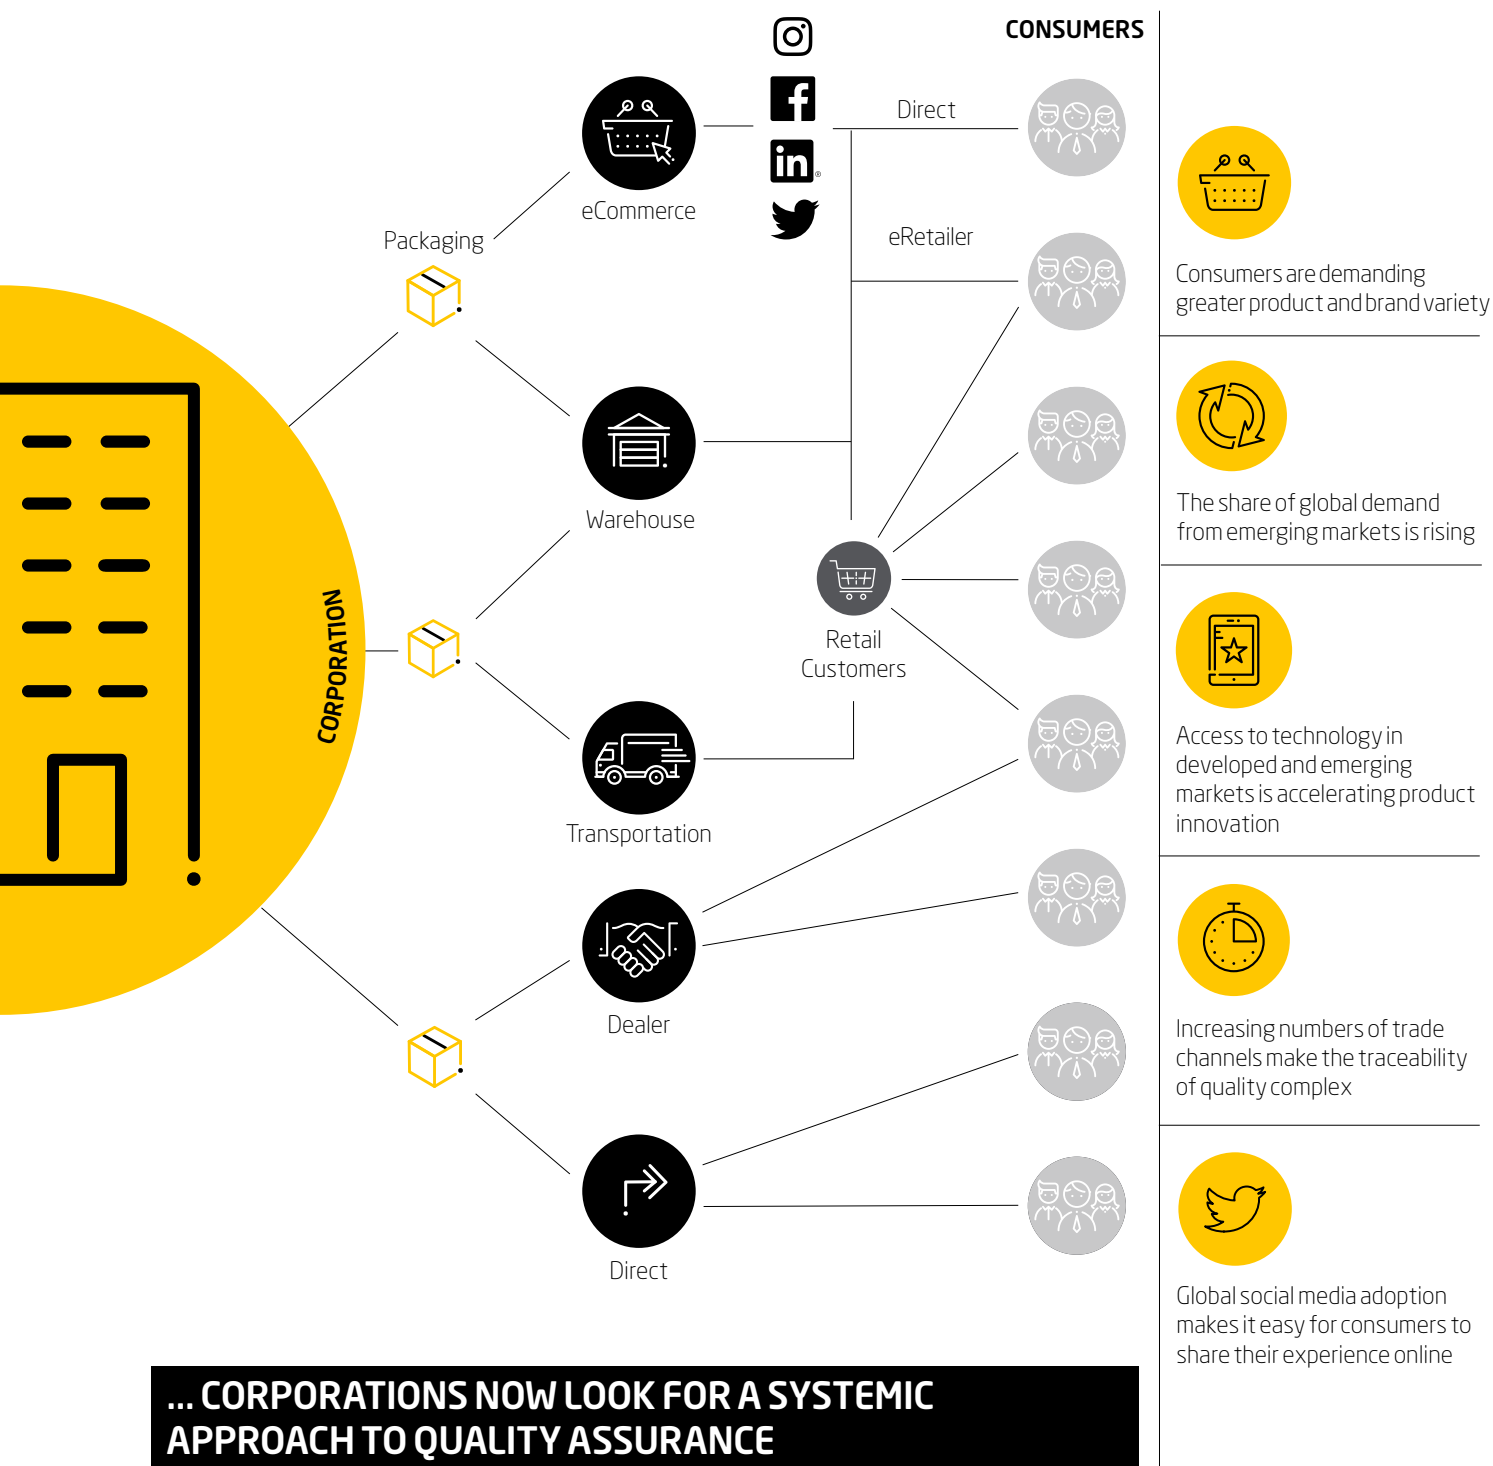 CONSUMERS
Direct
eCommerce
eRetailer
Packaging
Warehouse
CORPORATION
Retail
Customers
Transportation
Dealer
Direct
in
®
Consumers are demanding
greater product and brand variety
The share of global demand
from emerging markets is rising
Access to technology in
developed and emerging
markets is accelerating product
innovation
Increasing numbers of trade
channels make the traceability
of quality complex
Global social media adoption
makes it easy for consumers to
share their experience online
... CORPORATIONS NOW LOOK FOR A SYSTEMIC
APPROACH TO QUALITY ASSURANCE